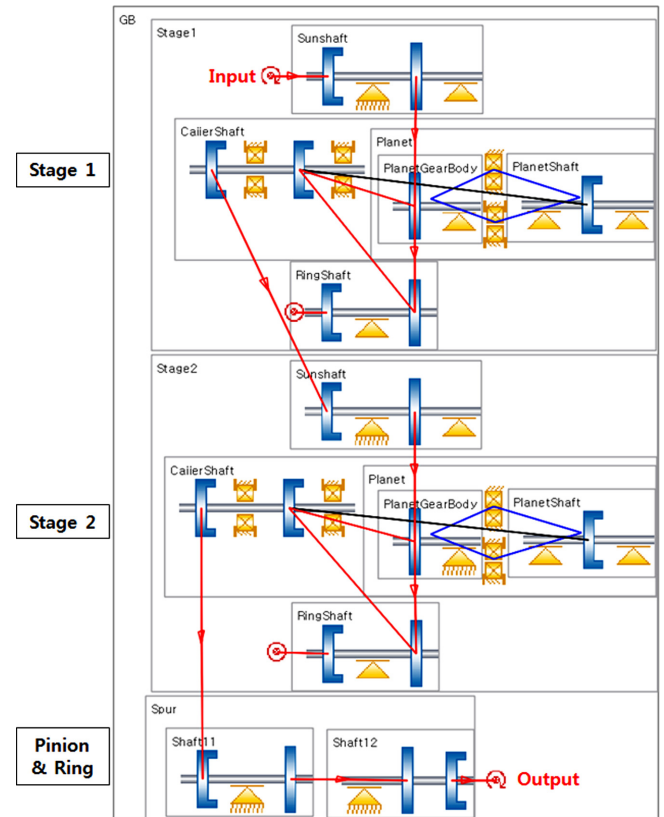 GB
Stage1
Sunshaft
Input
Stage 1
CaiierShaft
Planet
PlanetGearBody
PlanetShaft
RingShaft
Stage2
Sunshaft
Stage 2
CaiierShaft
Planet
PlanetGearBody
PlanetShaft
RingShaft
Spur
Pinion
& Ring
Shaft11
Shaft12
Output